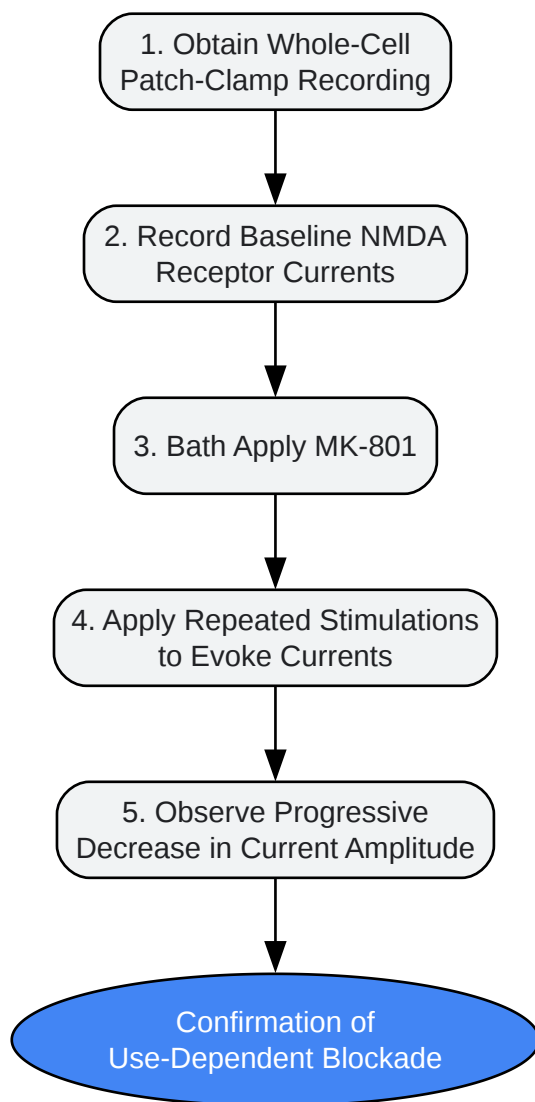 1. Obtain Whole-Cell
Patch-Clamp Recording
2. Record Baseline NMDA
Receptor Currents
3. Bath Apply MK-801
4. Apply Repeated Stimulations
to Evoke Currents
5. Observe Progressive
Decrease in Current Amplitude
Confirmation of
Use-Dependent Blockade